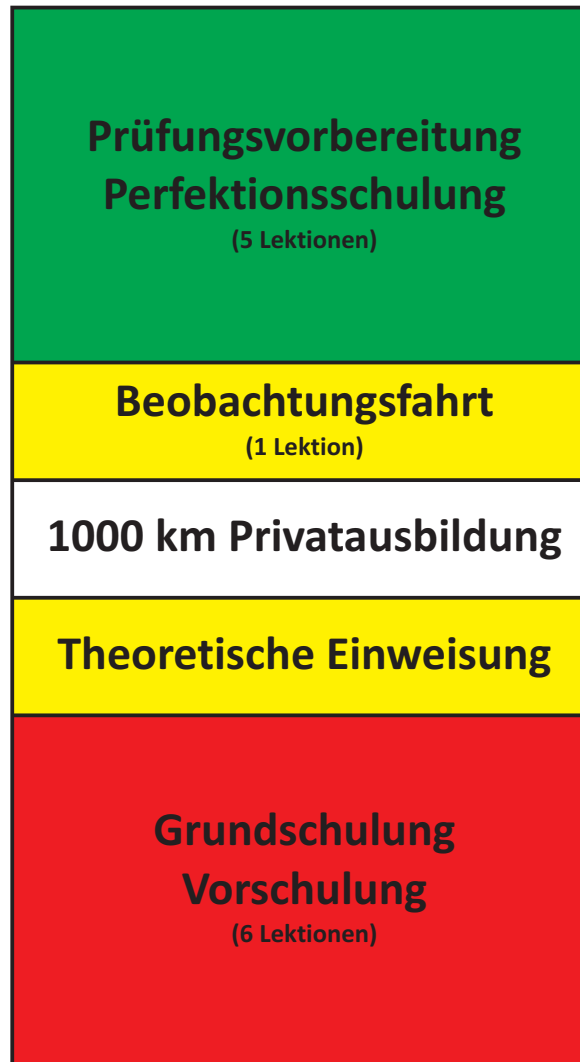 Prüfungsvorbereitung
Perfektionsschulung
(5 Lektionen)
Beobachtungsfahrt
(1 Lektion)
1000 km Privatausbildung
Theoretische Einweisung
Grundschulung
Vorschulung
(6 Lektionen)